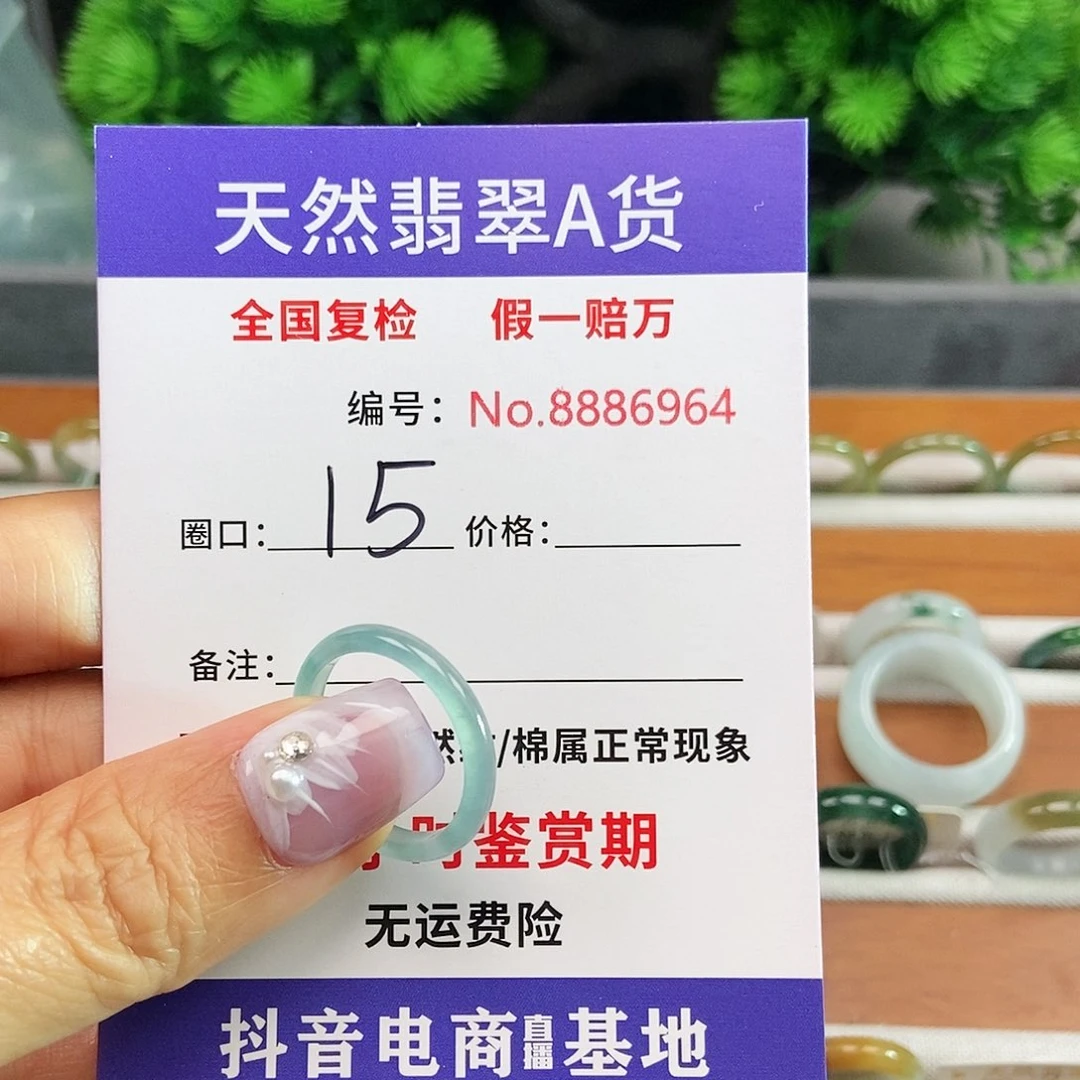 天然翡翠A货
全国复检 假一赔万
编号：No.8886964
圈口：15 价格：
备注：
/棉属正常现象
时鉴赏期
无运费险
抖音电商直播基地